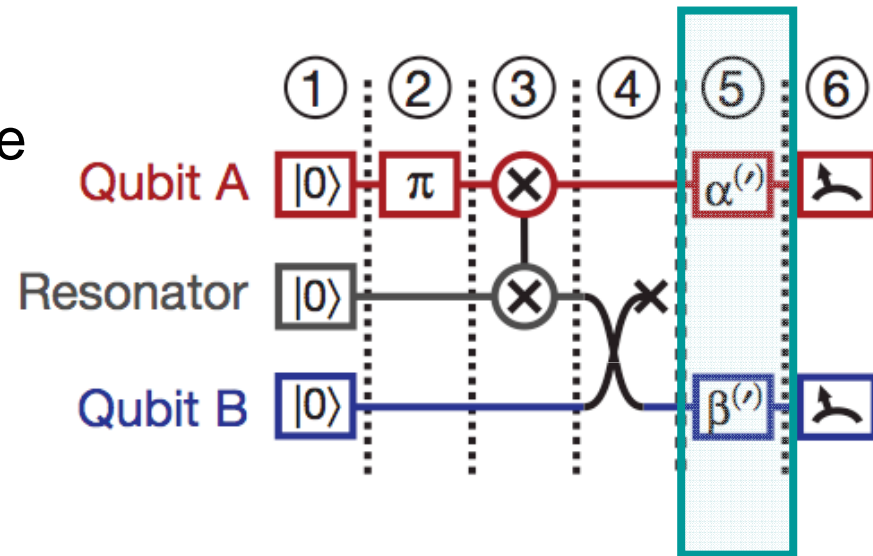 ① ② ③ ④ ⑤ ⑥
e
Qubit A |0⟩ π α⁽′⁾
Resonator |0⟩
Qubit B |0⟩ β⁽′⁾